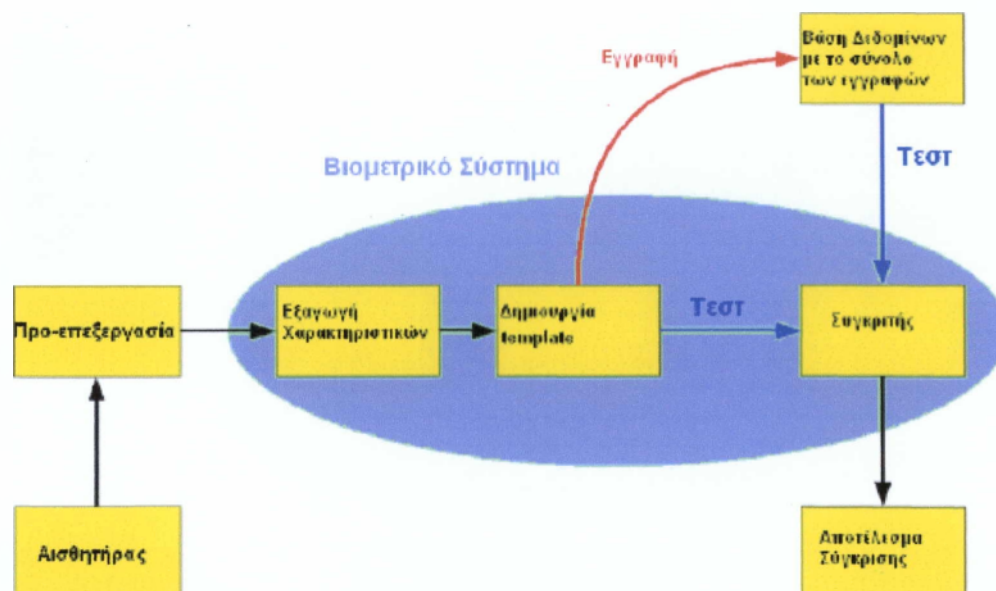 Βάση Δεδομένων
με το σύνολο
των εγγραφών
Εγγραφή
Τεστ
Βιομετρικό Σύστημα
Προ-επεξεργασία
Εξαγωγή
Χαρακτηριστικών
Δημιουργία
template
Τεστ
Συγκριτής
Αισθητήρας
Αποτέλεσμα
Σύγκρισης